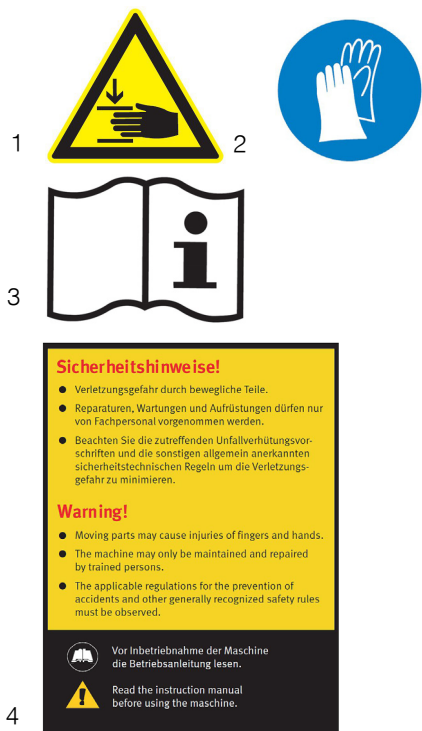 1
2
3
i
4
Sicherheitshinweise!
● Verletzungsgefahr durch bewegliche Teile.
● Reparaturen, Wartungen und Aufrüstungen dürfen nur
von Fachpersonal vorgenommen werden.
● Beachten Sie die zutreffenden Unfallverhütungsvor-
schriften und die sonstigen allgemein anerkannten
sicherheitstechnischen Regeln um die Verletzungs-
gefahr zu minimieren.
Warning!
● Moving parts may cause injuries of fingers and hands.
● The machine may only be maintained and repaired
by trained persons.
● The applicable regulations for the prevention of
accidents and other generally recognized safety rules
must be observed.
Vor Inbetriebnahme der Maschine
die Betriebsanleitung lesen.
Read the instruction manual
before using the maschine.